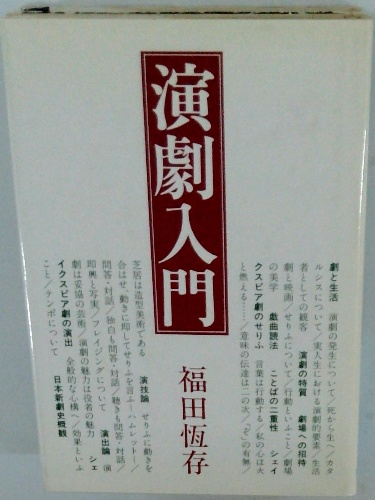 演劇入門
福田恆存
劇と生活　演劇の発生について／死から生へ／カタ
ルシスについて／実人生における演劇的要素／生活
者としての観客　演劇の特質　劇場への招待
劇と映画／せりふについて／行動といふこと／劇場
の美学　戯曲読法　ことばの二重性　シェイ
クスピア劇のせりふ　言葉は行動する／私の心は火
と燃える……／意味の伝達は二の次／「ぞ」の有無
芝居は造型美術である　演技論　せりふに動きを
合はせ、動きに即してせりふを言ふ―ハムレット―／
問答・対話／独白も問答・対話／聴きも問答・対話／
即興と写実／フレイジングについて　演出論　演
劇は妥協の芸術／演劇の魅力は役者の魅力　シェ
イクスピア劇の演出　全般的な心構へ／効果といふ
こと／テンポについて　日本新劇史概観